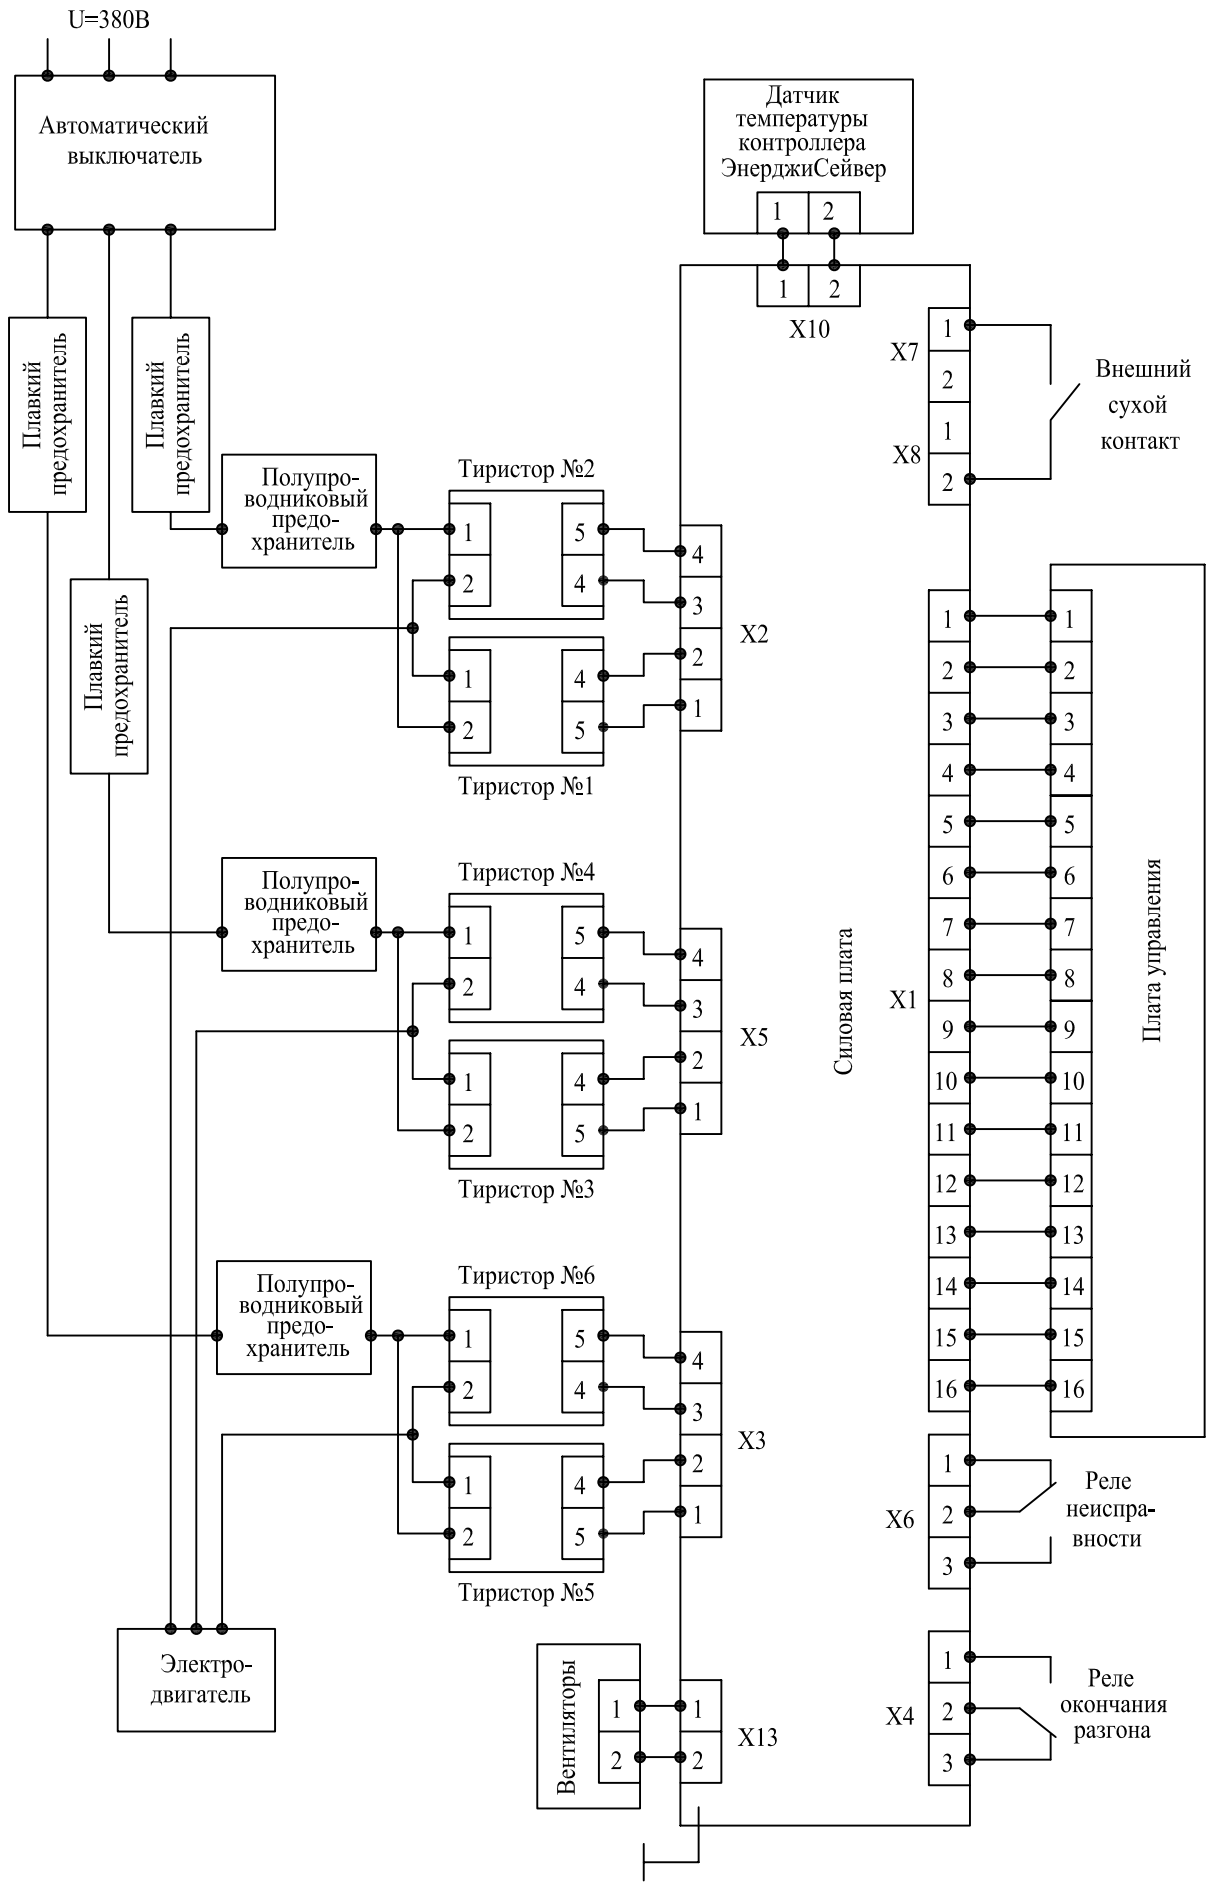 U=380В
Автоматический
выключатель
Датчик
температуры
контроллера
ЭнерджиСейвер
1 2
1 2
X10
Плавкий
предохранитель
Плавкий
предохранитель
Плавкий
предохранитель
X7
1
2
X8
1
2
Внешний
сухой
контакт
Полупро-
водниковый
предо-
хранитель
Тиристор №2
1 5
2 4
1 4
2 5
Тиристор №1
4
3
2
1
X2
Полупро-
водниковый
предо-
хранитель
Тиристор №4
1 5
2 4
1 4
2 5
Тиристор №3
4
3
2
1
X5
Полупро-
водниковый
предо-
хранитель
Тиристор №6
1 5
2 4
1 4
2 5
Тиристор №5
4
3
2
1
X3
Силовая плата
X1
1 1
2 2
3 3
4 4
5 5
6 6
7 7
8 8
9 9
10 10
11 11
12 12
13 13
14 14
15 15
16 16
Плата управления
X6
1
2
3
Реле
неиспра-
вности
X4
1
2
3
Реле
окончания
разгона
Электро-
двигатель
Вентиляторы
1 1
2 2
X13